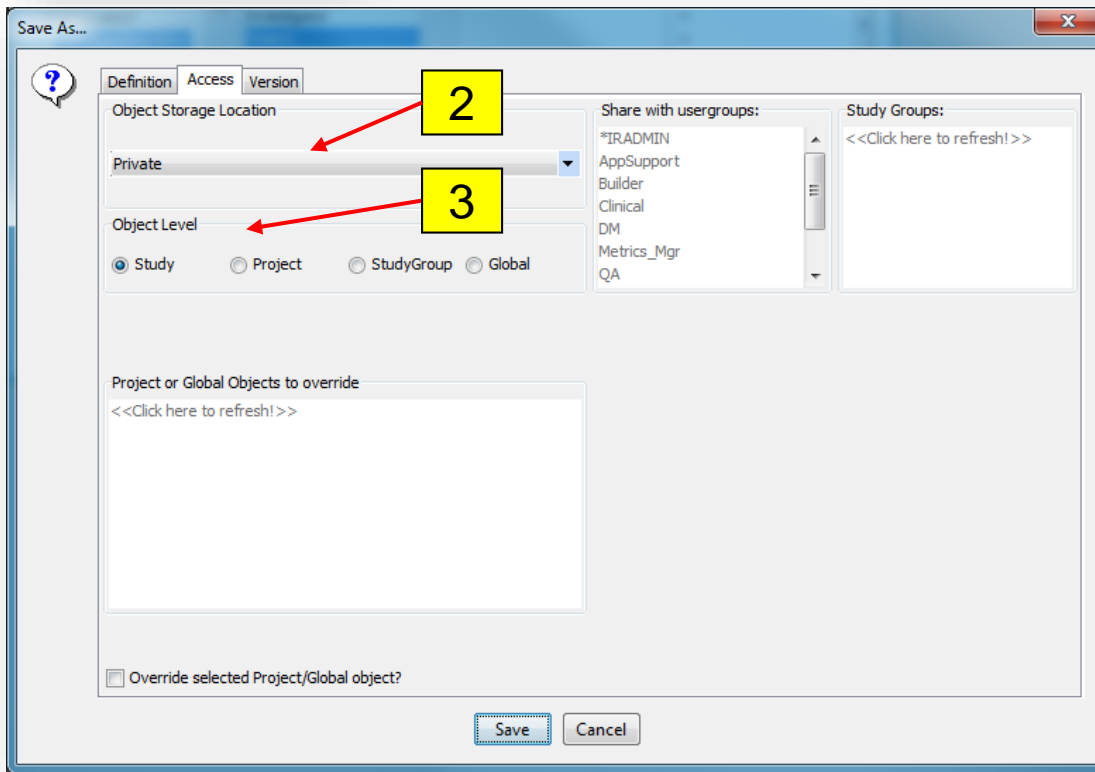 Save As...
?
Definition Access Version
Object Storage Location
2
Private
Object Level
3
Study Project StudyGroup Global
Share with usergroups:
*IRADMIN
AppSupport
Builder
Clinical
DM
Metrics_Mgr
QA
Study Groups:
<<Click here to refresh!>>
Project or Global Objects to override
<<Click here to refresh!>>
Override selected Project/Global object?
Save Cancel